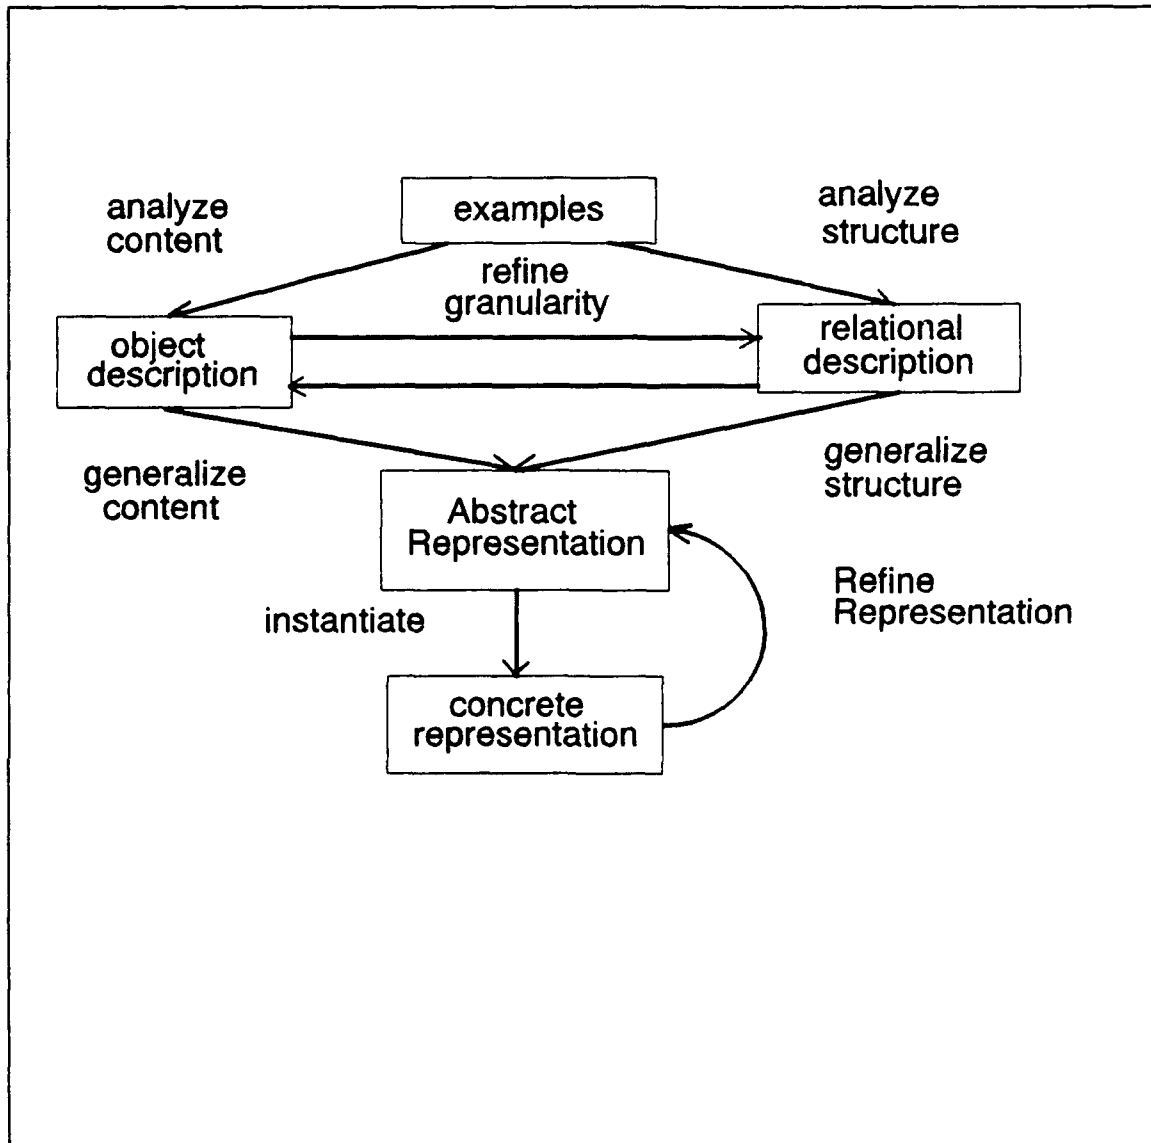 analyze
content
examples
analyze
structure
refine
granularity
object
description
relational
description
generalize
content
generalize
structure
Abstract
Representation
instantiate
Refine
Representation
concrete
representation